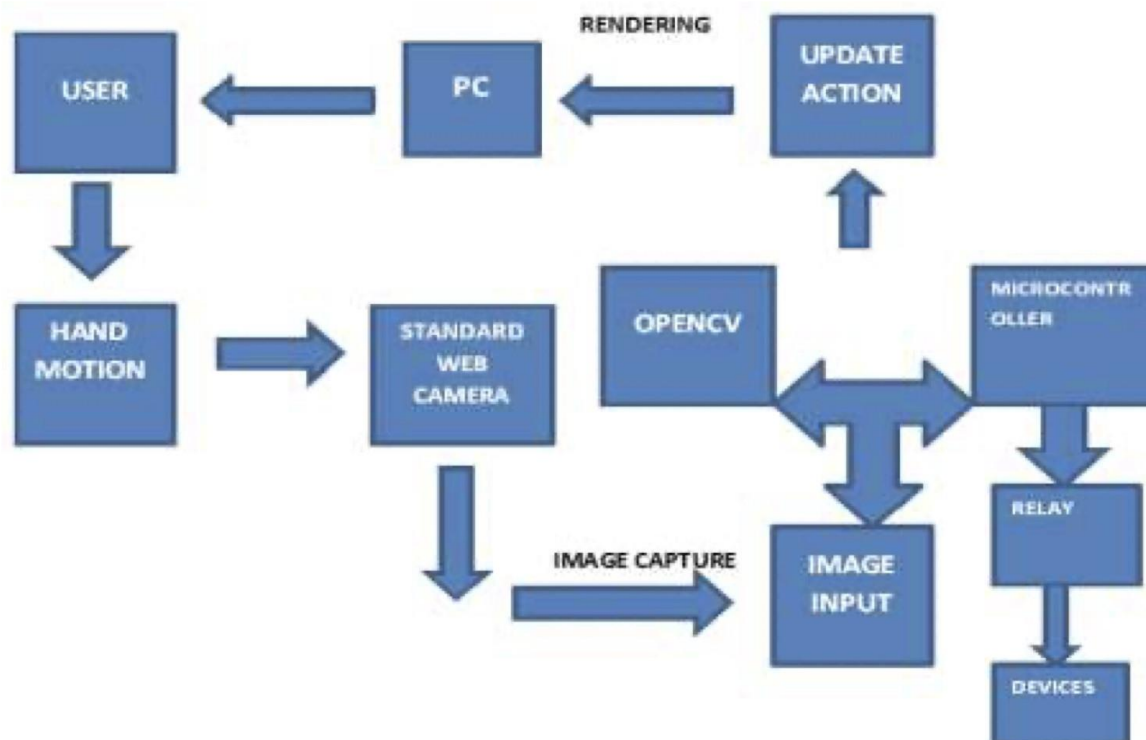 RENDERING
USER
PC
UPDATE
ACTION
HAND
MOTION
STANDARD
WEB
CAMERA
OPENCV
MICROCONTR
OLLER
IMAGE CAPTURE
IMAGE
INPUT
RELAY
DEVICES